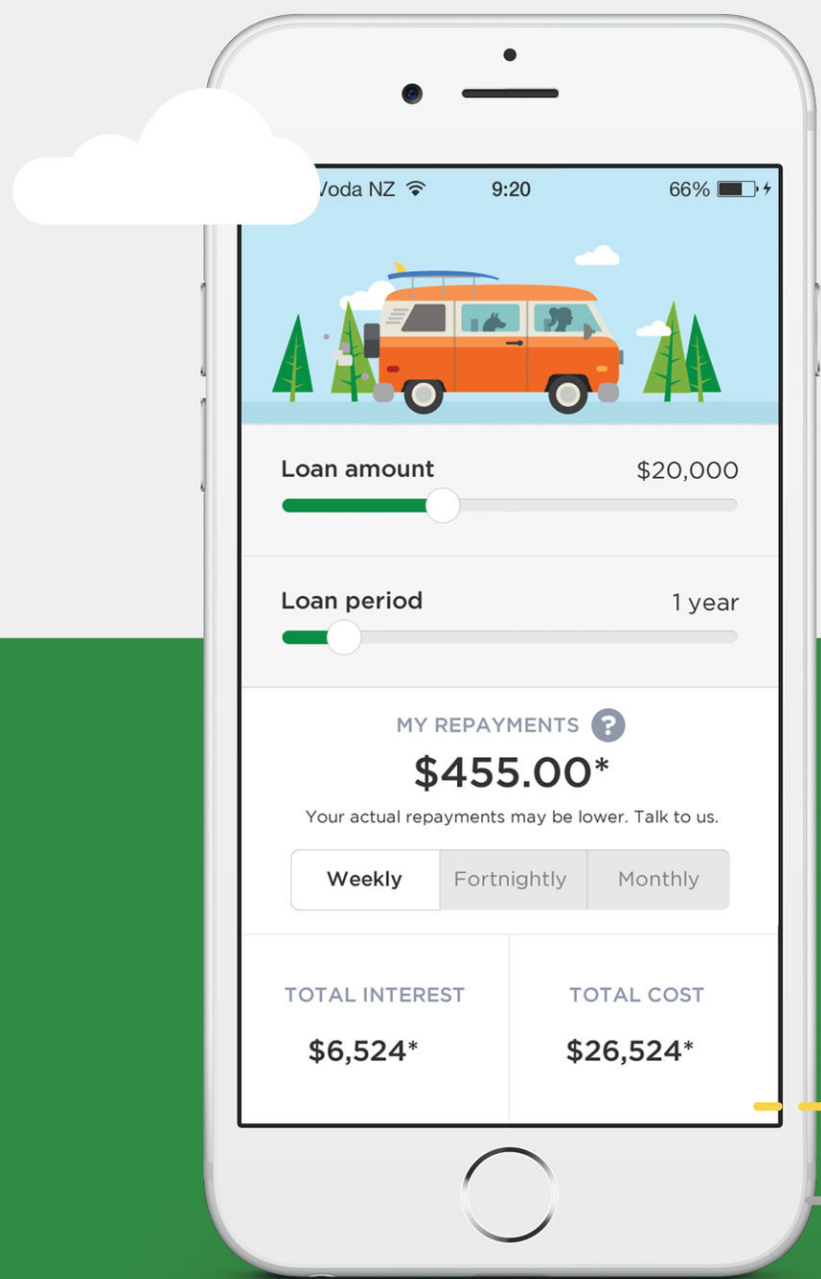 Voda NZ 9:20 66%
Loan amount $20,000
Loan period 1 year
MY REPAYMENTS ?
$455.00*
Your actual repayments may be lower. Talk to us.
Weekly Fortnightly Monthly
TOTAL INTEREST TOTAL COST
$6,524* $26,524*